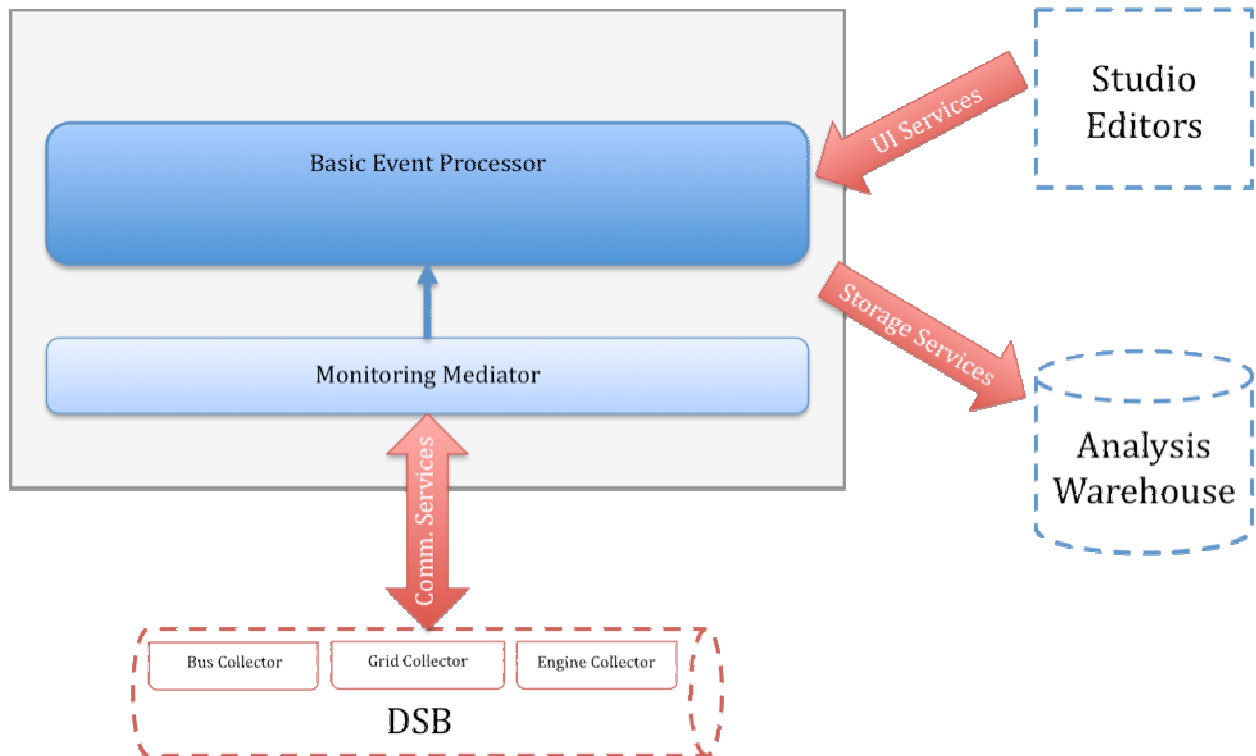 Studio
Editors
UI Services
Basic Event Processor
Storage Services
Monitoring Mediator
Analysis
Warehouse
Comm. Services
Bus Collector
Grid Collector
Engine Collector
DSB